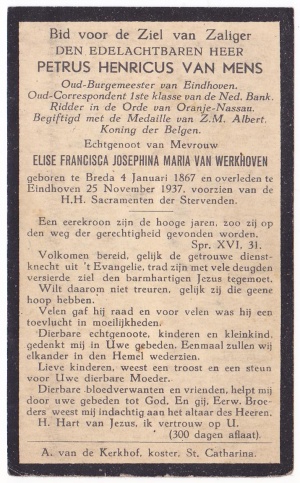 Bid voor de Ziel van Zaliger
DEN EDELACHTBAREN HEER
PETRUS HENRICUS VAN MENS
Oud-Burgemeester van Eindhoven.
Oud-Correspondent 1ste klasse van de Ned. Bank.
Ridder in de Orde van Oranje-Nassau.
Begiftigd met de Medaille van Z.M. Albert.
Koning der Belgen.
Echtgenoot van Mevrouw
ELISE FRANCISCA JOSEPHINA MARIA VAN WERKHOVEN
geboren te Breda 4 Januari 1867 en overleden te
Eindhoven 25 November 1937, voorzien van de
H.H. Sacramenten der Stervenden.
Een eerekroon zijn de hooge jaren, zoo zij op den
weg der gerechtigheid gevonden worden.
Spr. XVI, 31.
Volkomen bereid, gelijk de getrouwe dienst-
knecht uit 't Evangelie, trad zijn met vele deugden
versierde ziel den barmhartigen Jezus tegemoet.
Wilt daarom niet treuren, gelijk zij die geene
hoop hebben.
Velen gaf hij raad en voor velen was hij een
toevlucht in moeilijkheden.
Dierbare echtgenoote, kinderen en kleinkind,
gedenkt mij in Uwe gebeden. Eenmaal zullen wij
elkander in den Hemel wederzien.
Lieve kinderen, weest een troost en een steun
voor Uwe dierbare Moeder.
Dierbare bloedverwanten en vrienden, helpt mij
door Uwe gebeden tot God. En gij, Eerw. Broe-
ders weest mij indachtig aan het altaar des Heeren.
H. Hart van Jezus, ik vertrouw op U.
(300 dagen aflaat).
A. van de Kerkhof, koster, St. Catharina.